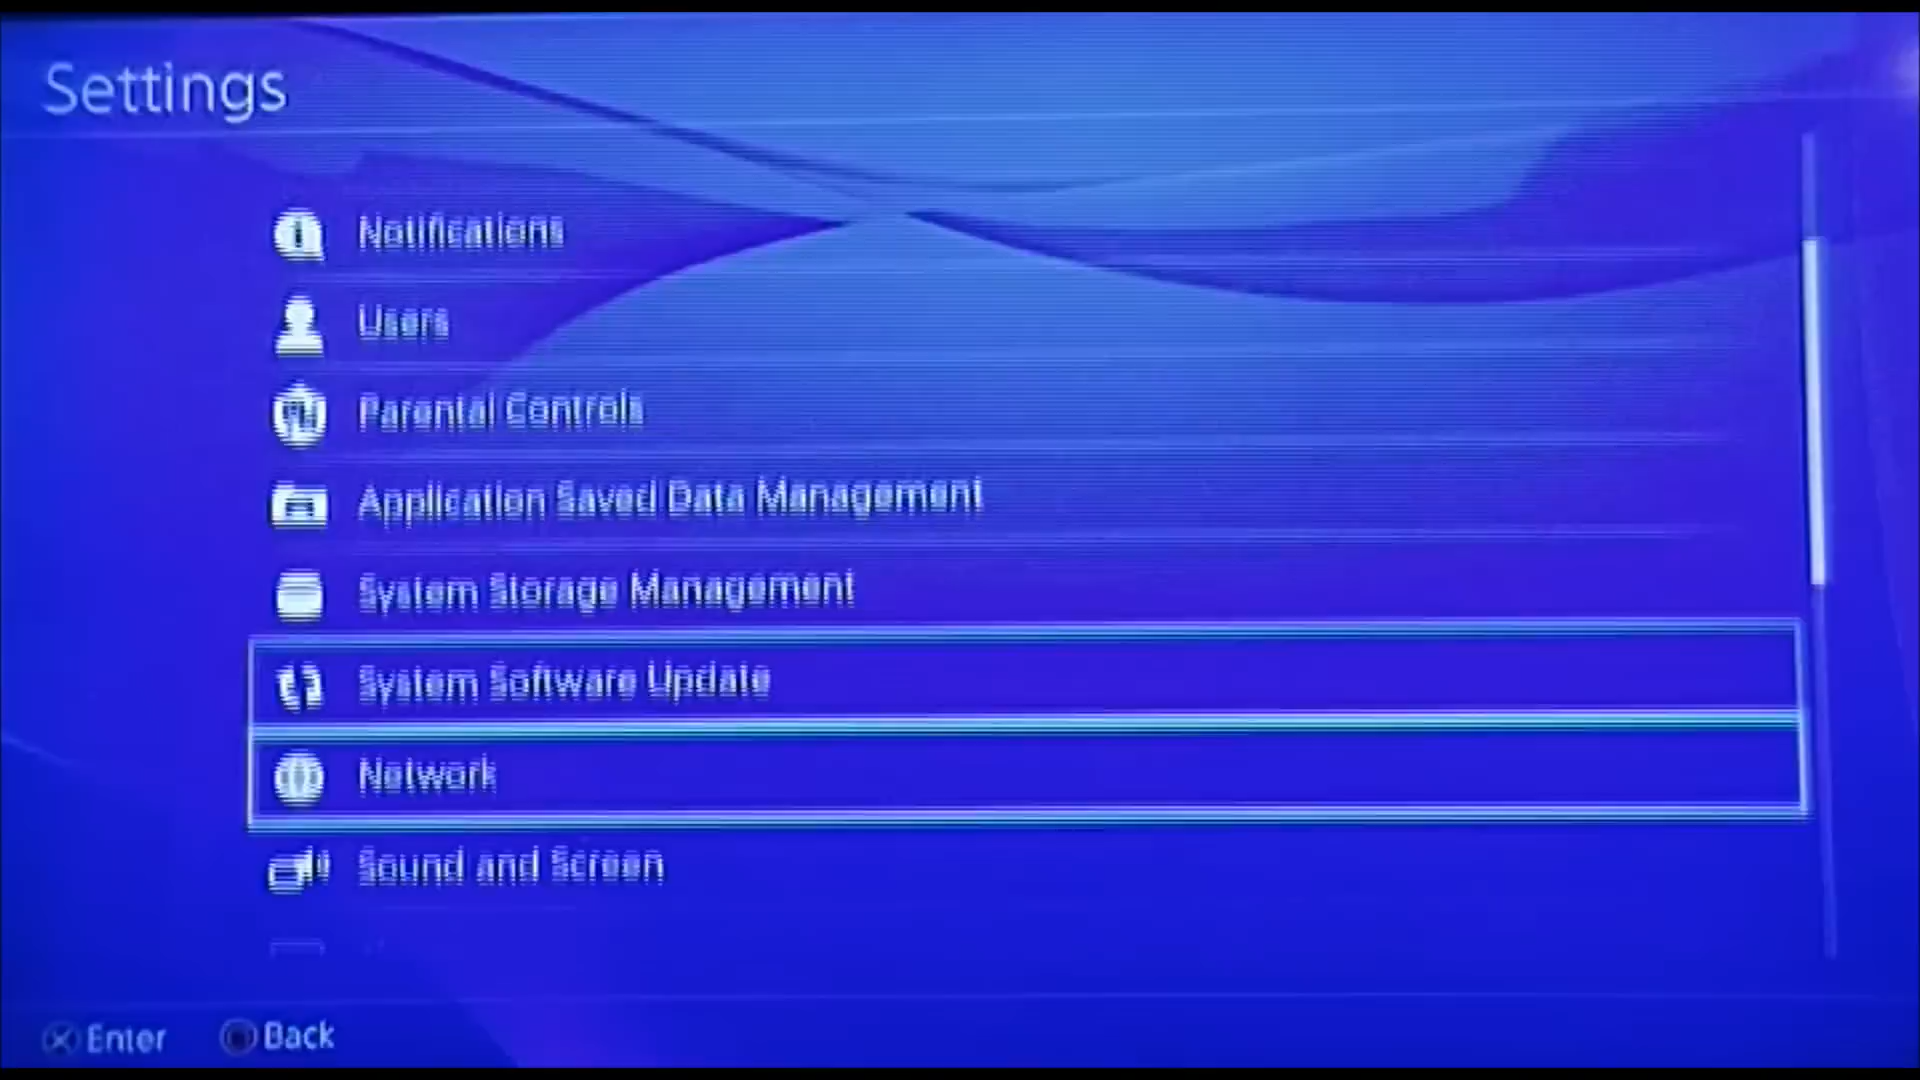 Settings
Notifications
Users
Parental Controls
Application Saved Data Management
System Storage Management
System Software Update
Network
Sound and Screen
Enter Back